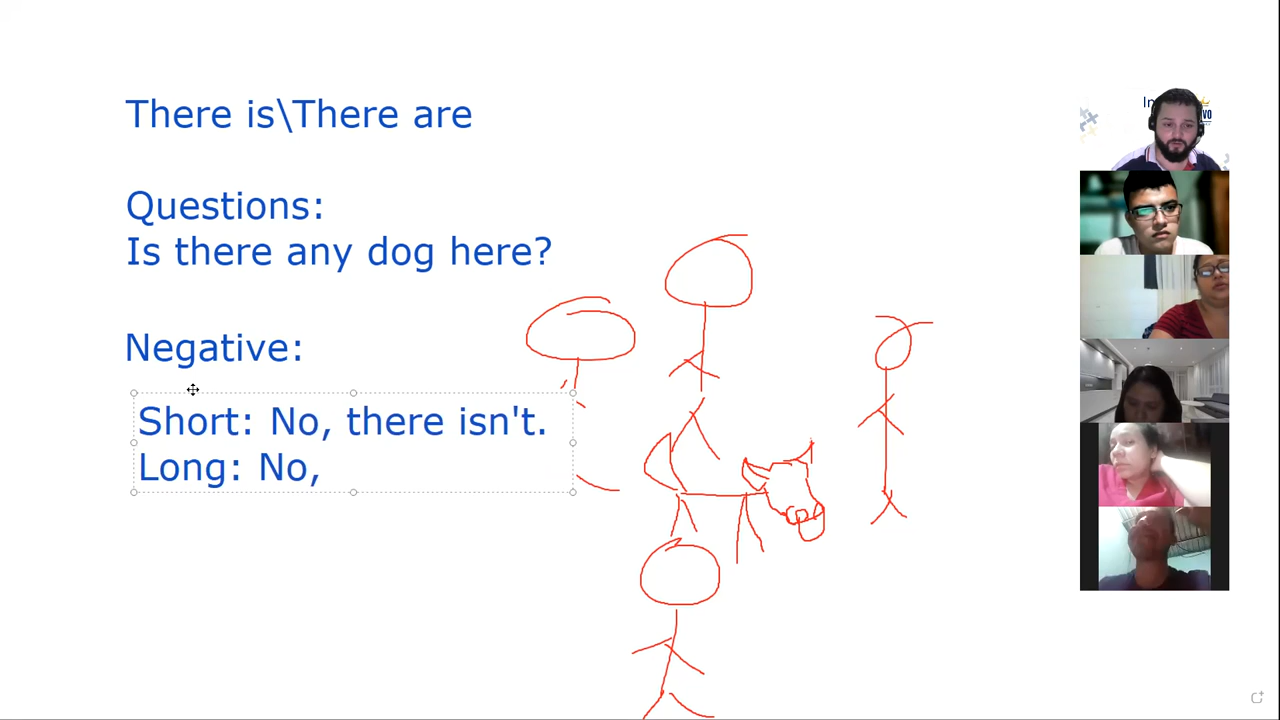 There is\There are
Questions:
Is there any dog here?
Negative:
Short: No, there isn't.
Long: No,